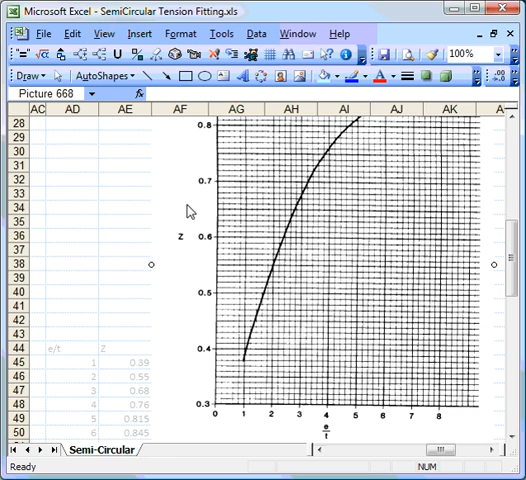 Microsoft Excel - SemiCircular Tension Fitting.xls
File Edit View Insert Format Tools Data Window Help
100%
Draw AutoShapes
Picture 668 fx
AC AD AE AF AG AH AI AJ AK A
28 0.8
29
30
31
32 0.7
33
34
35
36 Z 0.6
37
38
39
40 0.5
41
42
43
44 e/t Z 0.4
45 1 0.39
46 2 0.55
47 3 0.68
48 4 0.76 0.3
49 5 0.815 0 1 2 3 4 5 6 7 8
50 6 0.845 e
t
Semi-Circular
Ready NUM